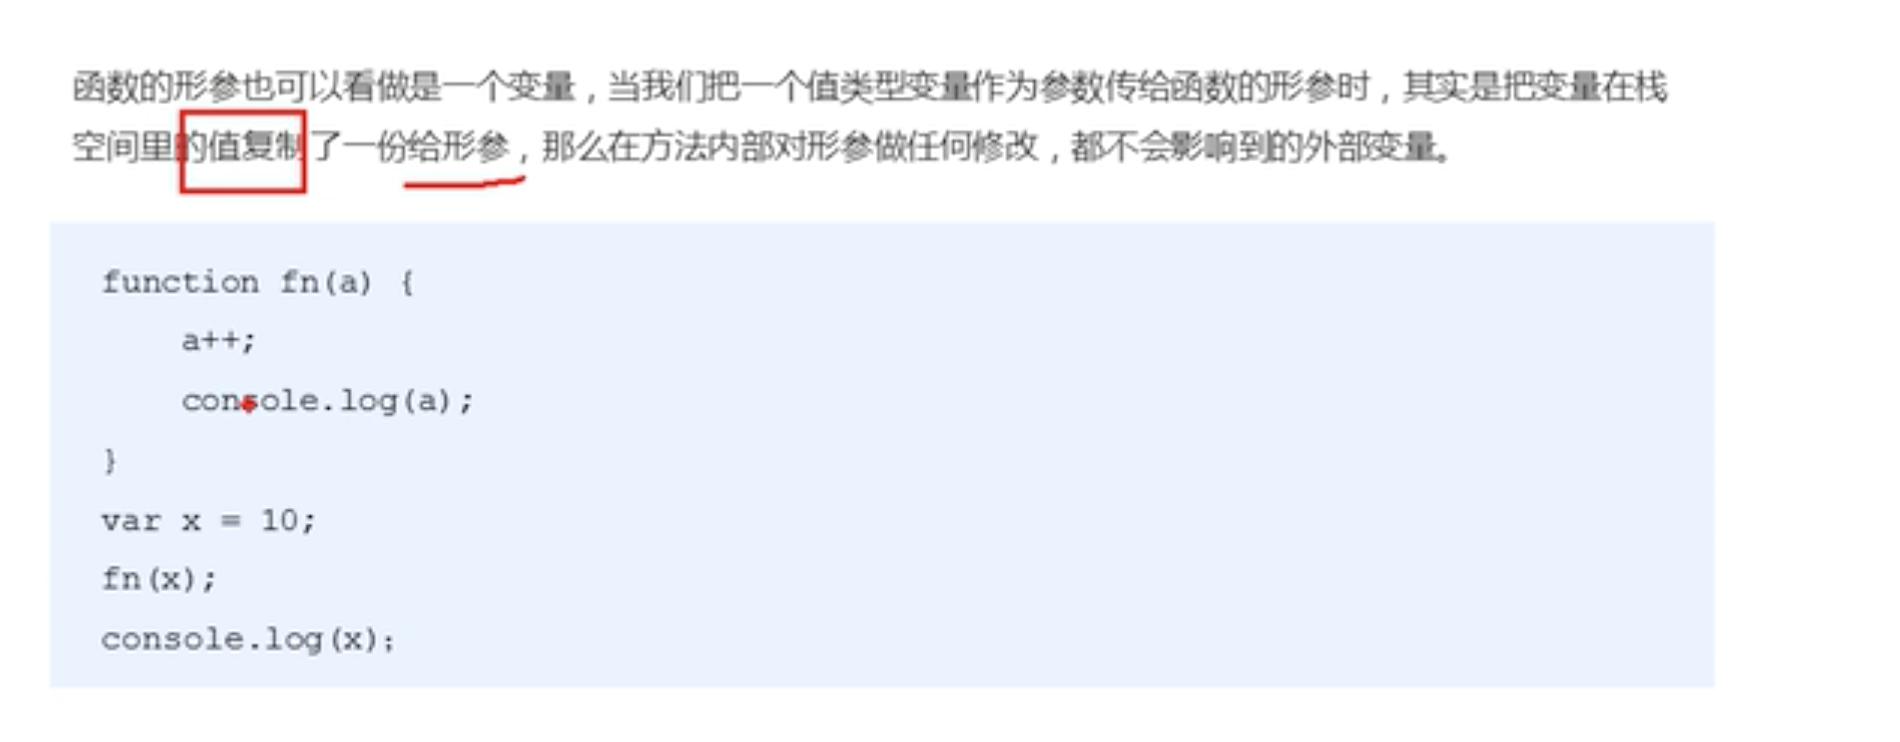 函数的形参也可以看做是一个变量，当我们把一个值类型变量作为参数传给函数的形参时，其实是把变量在栈
空间里的值复制了一份给形参，那么在方法内部对形参做任何修改，都不会影响到的外部变量。
function fn(a) {
    a++;
    console.log(a);
}
var x = 10;
fn(x);
console.log(x);